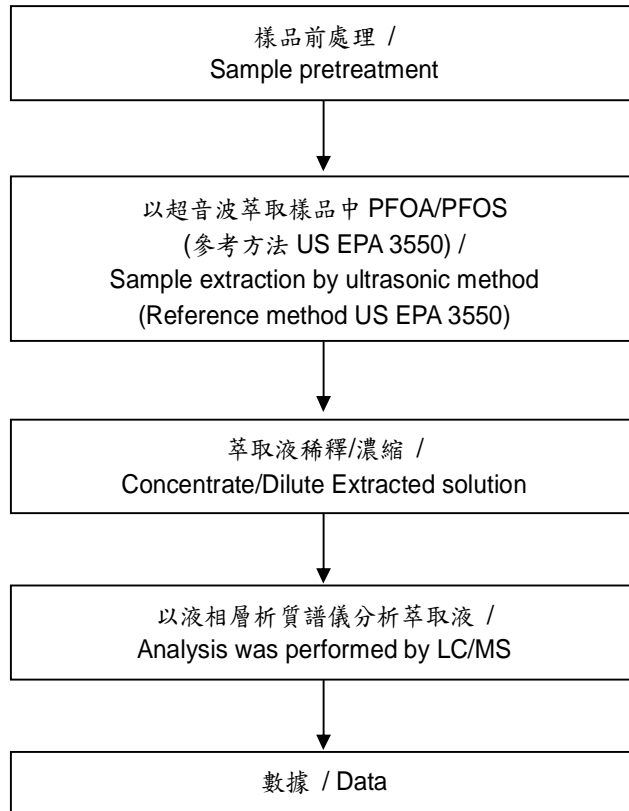 樣品前處理 /
Sample pretreatment
以超音波萃取樣品中 PFOA/PFOS
(參考方法 US EPA 3550) /
Sample extraction by ultrasonic method
(Reference method US EPA 3550)
萃取液稀釋/濃縮 /
Concentrate/Dilute Extracted solution
以液相層析質譜儀分析萃取液 /
Analysis was performed by LC/MS
數據 / Data